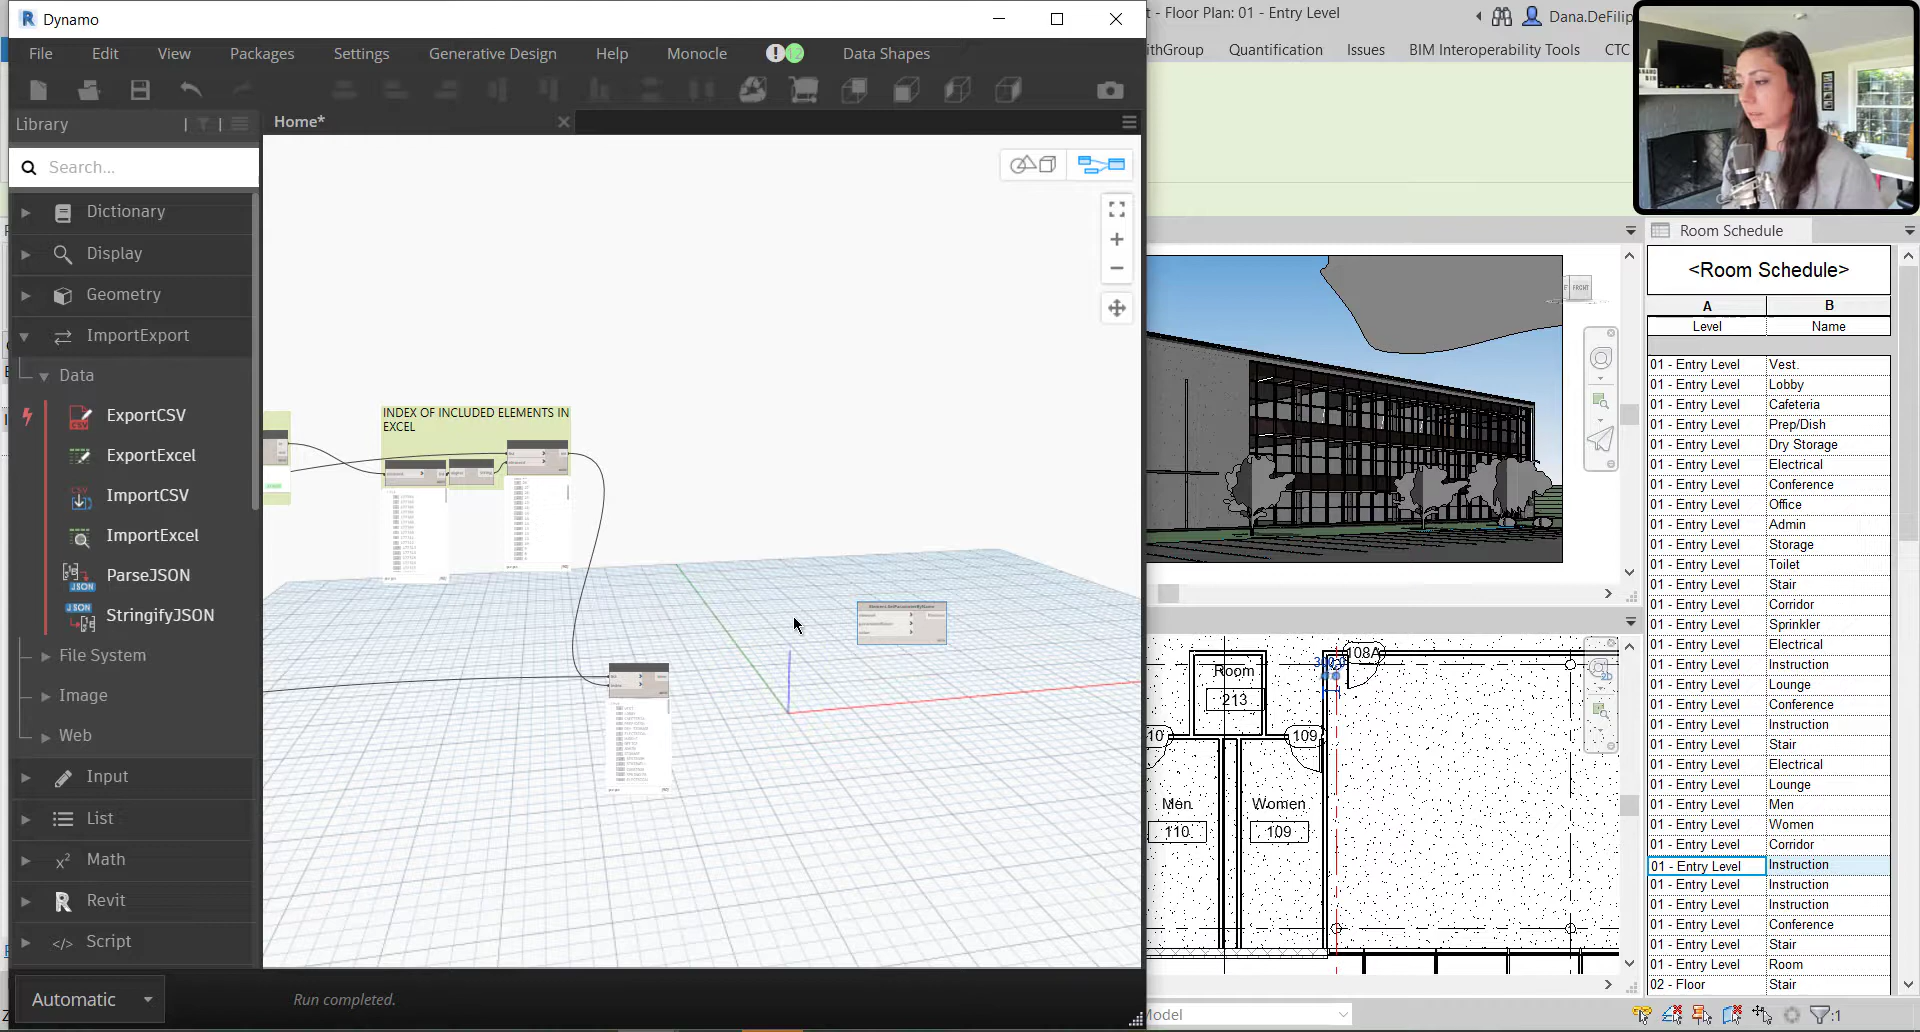 Dynamo
File Edit View Packages Settings Generative Design Help Monocle Data Shapes
Library
Search...
Dictionary
Display
Geometry
ImportExport
Data
ExportCSV
ExportExcel
ImportCSV
ImportExcel
JSON
ParseJSON
JSON
StringifyJSON
File System
Image
Web
Input
List
Math
Revit
Script
Automatic
Run completed.
Home*
INDEX OF INCLUDED ELEMENTS IN
EXCEL
Element.SetParameterByName
t - Floor Plan: 01 - Entry Level
Dana.DeFilip
ithGroup Quantification Issues BIM Interoperability Tools CTC
FRONT
Room
213
108A
10
109
Men
110
Women
109
Model
:1
Room Schedule
<Room Schedule>
A B
Level Name
01 - Entry Level Vest.
01 - Entry Level Lobby
01 - Entry Level Cafeteria
01 - Entry Level Prep/Dish
01 - Entry Level Dry Storage
01 - Entry Level Electrical
01 - Entry Level Conference
01 - Entry Level Office
01 - Entry Level Admin
01 - Entry Level Storage
01 - Entry Level Toilet
01 - Entry Level Stair
01 - Entry Level Corridor
01 - Entry Level Sprinkler
01 - Entry Level Electrical
01 - Entry Level Instruction
01 - Entry Level Lounge
01 - Entry Level Conference
01 - Entry Level Instruction
01 - Entry Level Stair
01 - Entry Level Electrical
01 - Entry Level Lounge
01 - Entry Level Men
01 - Entry Level Women
01 - Entry Level Corridor
01 - Entry Level Instruction
01 - Entry Level Instruction
01 - Entry Level Instruction
01 - Entry Level Conference
01 - Entry Level Stair
01 - Entry Level Room
02 - Floor Stair